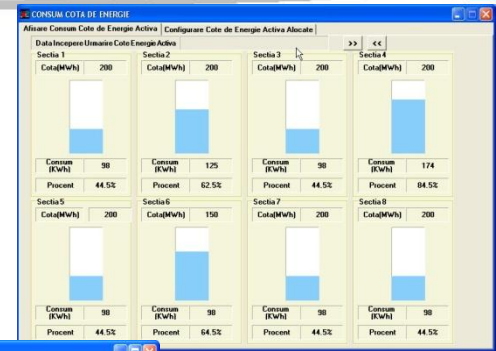 CONSUM COTA DE ENERGIE
Afisare Consum Cote de Energie Activa Configurare Cote de Energie Activa Alocate
Data Incepere Urmarire Cote Energie Activa >> <<
Sectia 1 Sectia 2 Sectia 3 Sectia 4
Cota(MWh) 200 Cota(MWh) 200 Cota(MWh) 200 Cota(MWh) 200
Consum (KWh) 98 Consum (KWh) 125 Consum (KWh) 98 Consum (KWh) 174
Procent 44.5% Procent 62.5% Procent 44.5% Procent 84.5%
Sectia 5 Sectia 6 Sectia 7 Sectia 8
Cota(MWh) 200 Cota(MWh) 150 Cota(MWh) 200 Cota(MWh) 200
Consum (KWh) 98 Consum (KWh) 98 Consum (KWh) 98 Consum (KWh) 98
Procent 44.5% Procent 64.5% Procent 44.5% Procent 44.5%